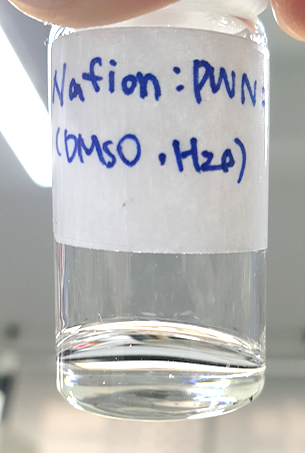 Nafion : PWN=
(DMSO . H2O)